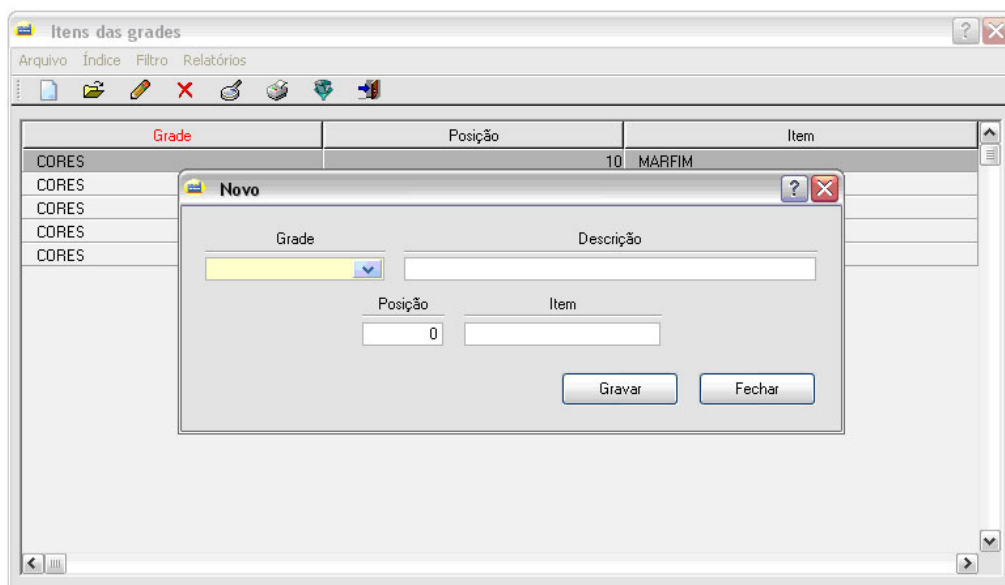 Itens das grades
Arquivo Índice Filtro Relatórios
Grade Posição Item
CORES 10 MARFIM
CORES
CORES
CORES
CORES
Novo
Grade Descrição
Posição Item
0
Gravar Fechar